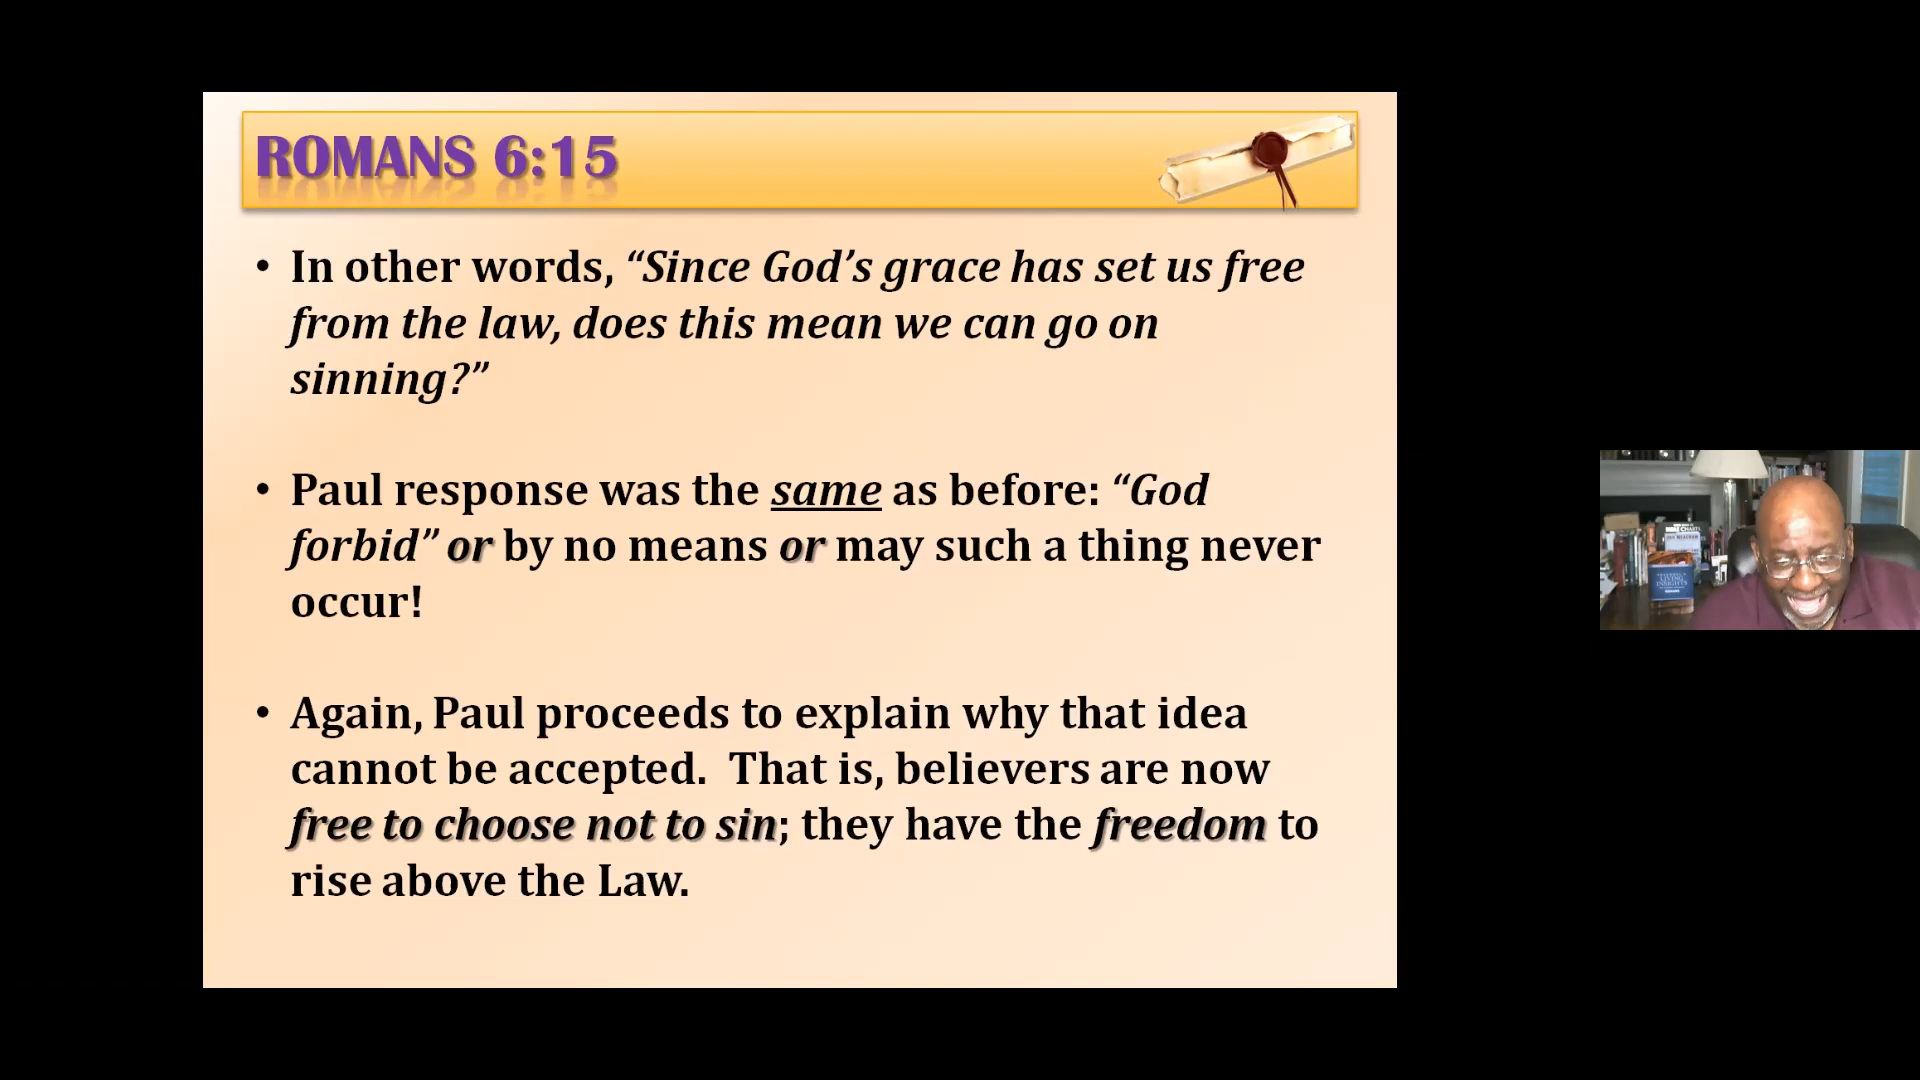 ROMANS 6:15
• In other words, “Since God’s grace has set us free
from the law, does this mean we can go on
sinning?”
• Paul response was the same as before: “God
forbid” or by no means or may such a thing never
occur!
• Again, Paul proceeds to explain why that idea
cannot be accepted.  That is, believers are now
free to choose not to sin; they have the freedom to
rise above the Law.
LIVING
INSIGHTS
ROMANS